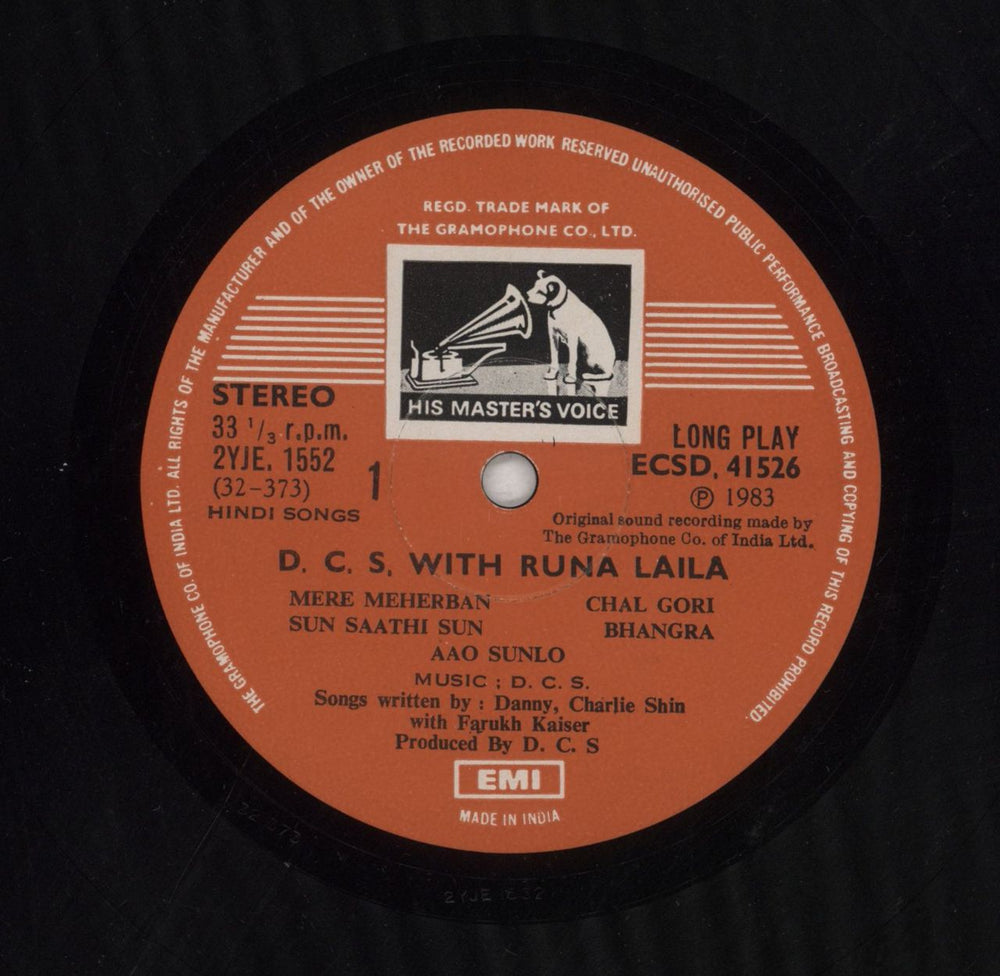 THE GRAMOPHONE CO. OF INDIA LTD. ALL RIGHTS OF THE MANUFACTURER AND OF THE OWNER OF THE RECORDED WORK RESERVED UNAUTHORISED PUBLIC PERFORMANCE BROADCASTING AND COPYING OF THIS RECORD PROHIBITED.
REGD. TRADE MARK OF
THE GRAMOPHONE CO., LTD.
HIS MASTER'S VOICE
STEREO
33 1/3 r.p.m.
2YJE. 1552
(32-373)
1
HINDI SONGS
LONG PLAY
ECSD. 41526
Ⓟ 1983
Original sound recording made by
The Gramophone Co. of India Ltd.
D. C. S. WITH RUNA LAILA
MERE MEHERBAN CHAL GORI
SUN SAATHI SUN BHANGRA
AAO SUNLO
MUSIC ; D. C. S.
Songs written by : Danny, Charlie Shin
with Farukh Kaiser
Produced By D. C. S
EMI
MADE IN INDIA